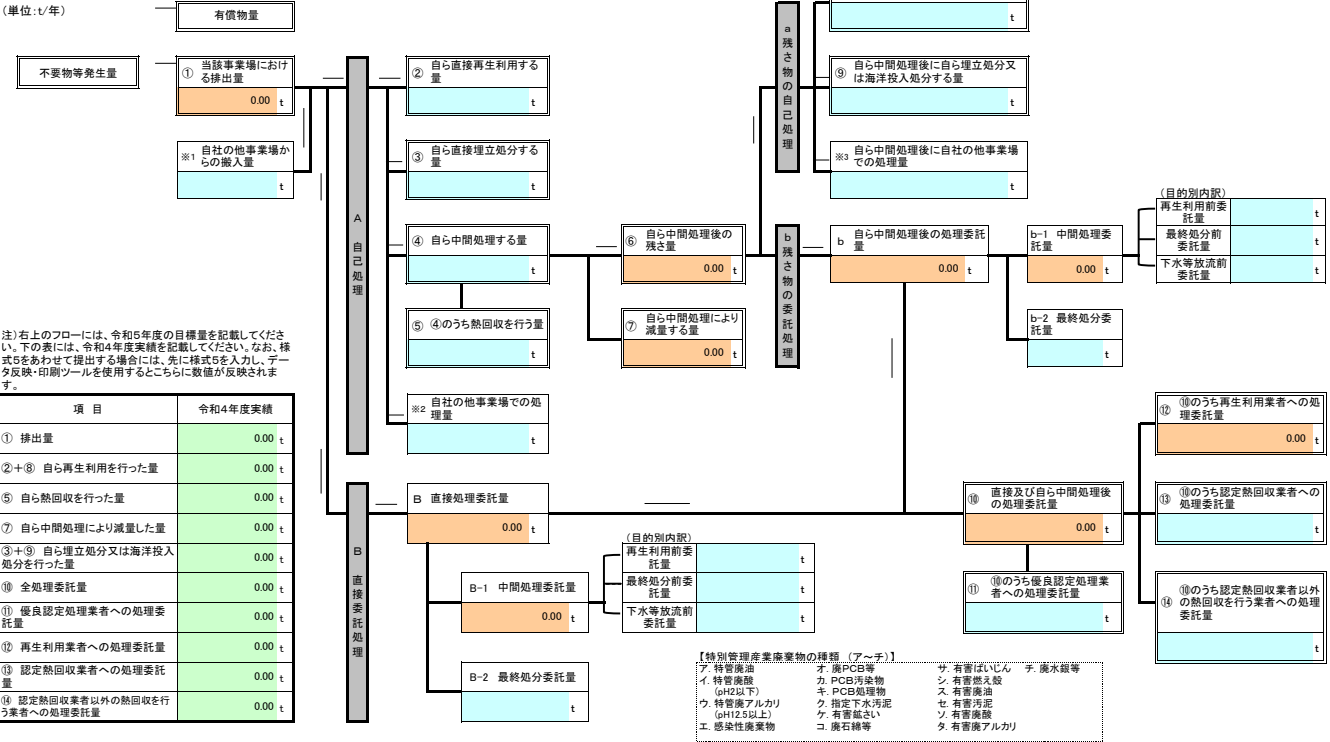 (単位：t/年)
有償物量
不要物等発生量
① 当該事業場におけ
る排出量
0.00 t
※1 自社の他事業場か
らの搬入量
t
A 自己処理
② 自ら直接再生利用する
量
t
③ 自ら直接埋立処分する
量
t
④ 自ら中間処理する量
t
⑤ ④のうち熱回収を行う量
t
※2 自社の他事業場での処
理量
t
⑥ 自ら中間処理後の
残さ量
0.00 t
⑦ 自ら中間処理により
減量する量
0.00 t
a 残さ物の自己処理
t
⑨ 自ら中間処理後に自ら埋立処分又
は海洋投入処分する量
t
※3 自ら中間処理後に自社の他事業場
での処理量
t
b 残さ物の委託処理
b 自ら中間処理後の処理委託
量
0.00 t
b-1 中間処理委
託量
0.00 t
(目的別内訳)
再生利用前委
託量
t
最終処分前
委託量
t
下水等放流前
委託量
t
b-2 最終処分委
託量
t
注）右上のフローには、令和5年度の目標量を記載してくださ
い。下の表には、令和4年度実績を記載してください。なお、様
式5をあわせて提出する場合には、先に様式5を入力し、デー
タ反映・印刷ツールを使用するとこちらに数値が反映されま
す。
項 目 令和4年度実績
① 排出量 0.00 t
②＋⑧ 自ら再生利用を行った量 0.00 t
⑤ 自ら熱回収を行った量 0.00 t
⑦ 自ら中間処理により減量した量 0.00 t
③＋⑨ 自ら埋立処分又は海洋投入
処分を行った量 0.00 t
⑩ 全処理委託量 0.00 t
⑪ 優良認定処理業者への処理委
託量 0.00 t
⑫ 再生利用業者への処理委託量 0.00 t
⑬ 認定熱回収業者への処理委託
量 0.00 t
⑭ 認定熱回収業者以外の熱回収を行
う業者への処理委託量 0.00 t
B 直接委託処理
B 直接処理委託量
0.00 t
B-1 中間処理委託量
0.00 t
(目的別内訳)
再生利用前委
託量
t
最終処分前委
託量
t
下水等放流前
委託量
t
B-2 最終処分委託量
t
⑩ 直接及び自ら中間処理後
の処理委託量
0.00 t
⑪ ⑩のうち優良認定処理業
者への処理委託量
t
⑫ ⑩のうち再生利用業者への処
理委託量
0.00 t
⑬ ⑩のうち認定熱回収業者への
処理委託量
t
⑭ ⑩のうち認定熱回収業者以外
の熱回収を行う業者への処理
委託量
t
【特別管理産業廃棄物の種類 （ア～チ）】
ア. 特管廃油 オ. 廃PCB等 サ. 有害ばいじん チ. 廃水銀等
イ. 特管廃酸 カ. PCB汚染物 シ. 有害燃え殻
(pH2以下) キ. PCB処理物 ス. 有害廃油
ウ. 特管廃アルカリ ク. 指定下水汚泥 セ. 有害汚泥
(pH12.5以上) ケ. 有害鉱さい ソ. 有害廃酸
エ. 感染性廃棄物 コ. 廃石綿等 タ. 有害廃アルカリ